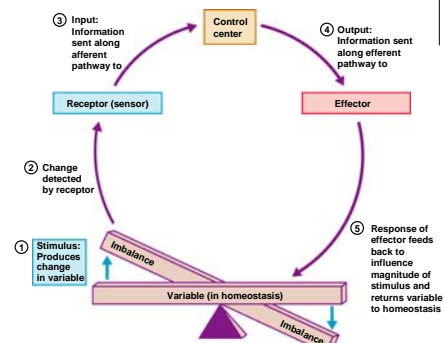 ③ Input:
Information
sent along
afferent
pathway to
Control
center
④ Output:
Information sent
along efferent
pathway to
Receptor (sensor)
Effector
② Change
detected
by receptor
① Stimulus:
Produces
change
in variable
Imbalance
Variable (in homeostasis)
Imbalance
⑤ Response of
effector feeds
back to
influence
magnitude of
stimulus and
returns variable
to homeostasis